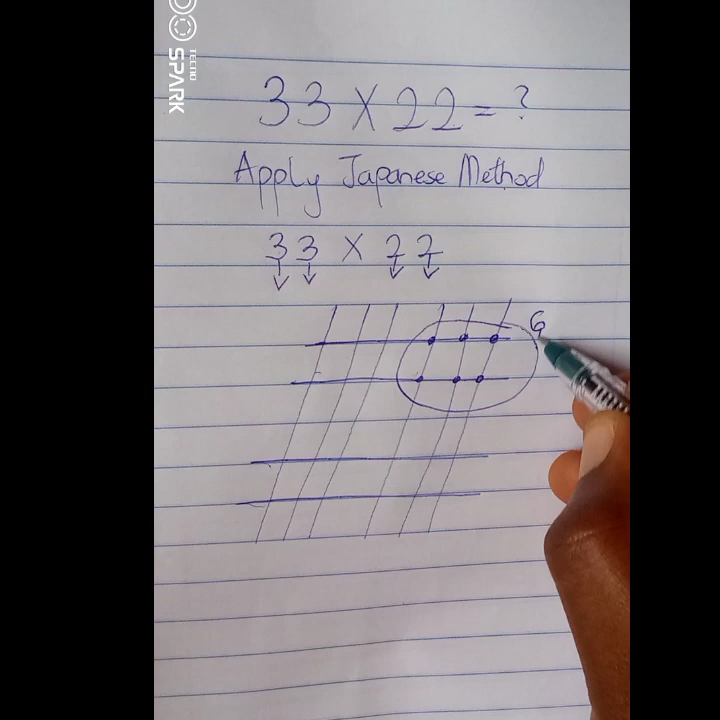 TECNO
SPARK
33 X 22 = ?
Apply Japanese Method
33 X 22
6